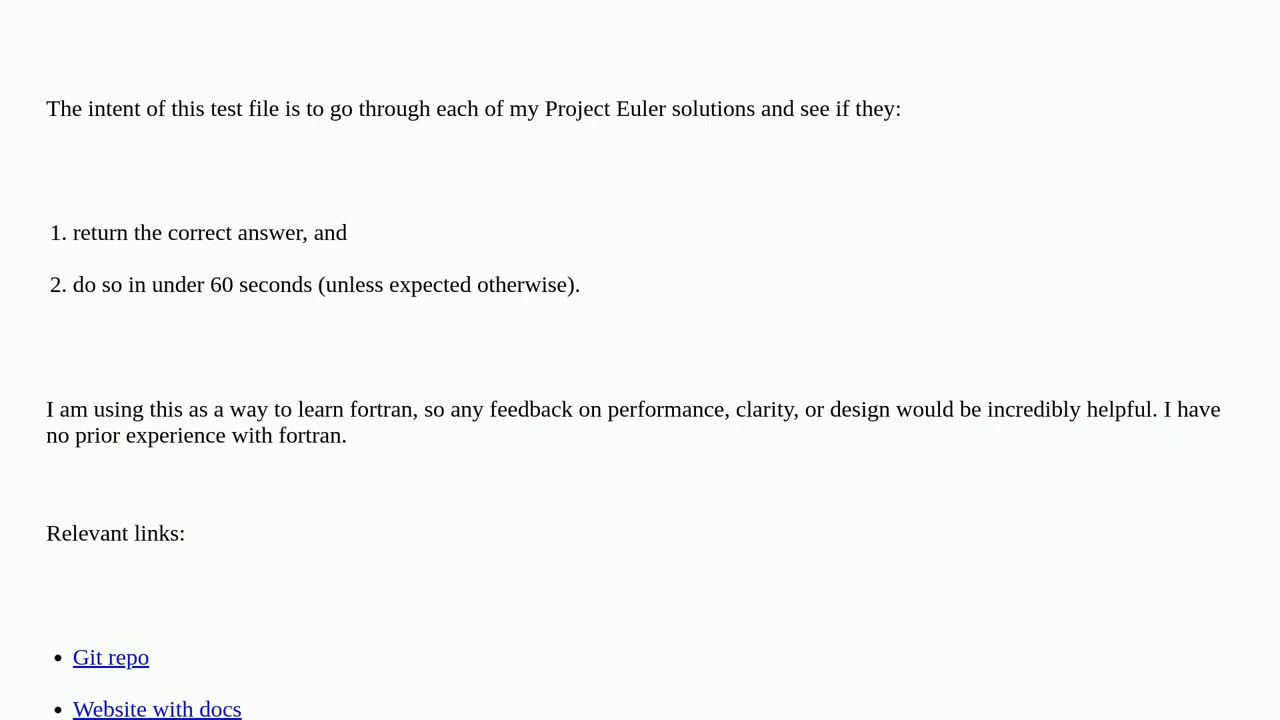 The intent of this test file is to go through each of my Project Euler solutions and see if they:
1. return the correct answer, and
2. do so in under 60 seconds (unless expected otherwise).
I am using this as a way to learn fortran, so any feedback on performance, clarity, or design would be incredibly helpful. I have
no prior experience with fortran.
Relevant links:
• Git repo
• Website with docs